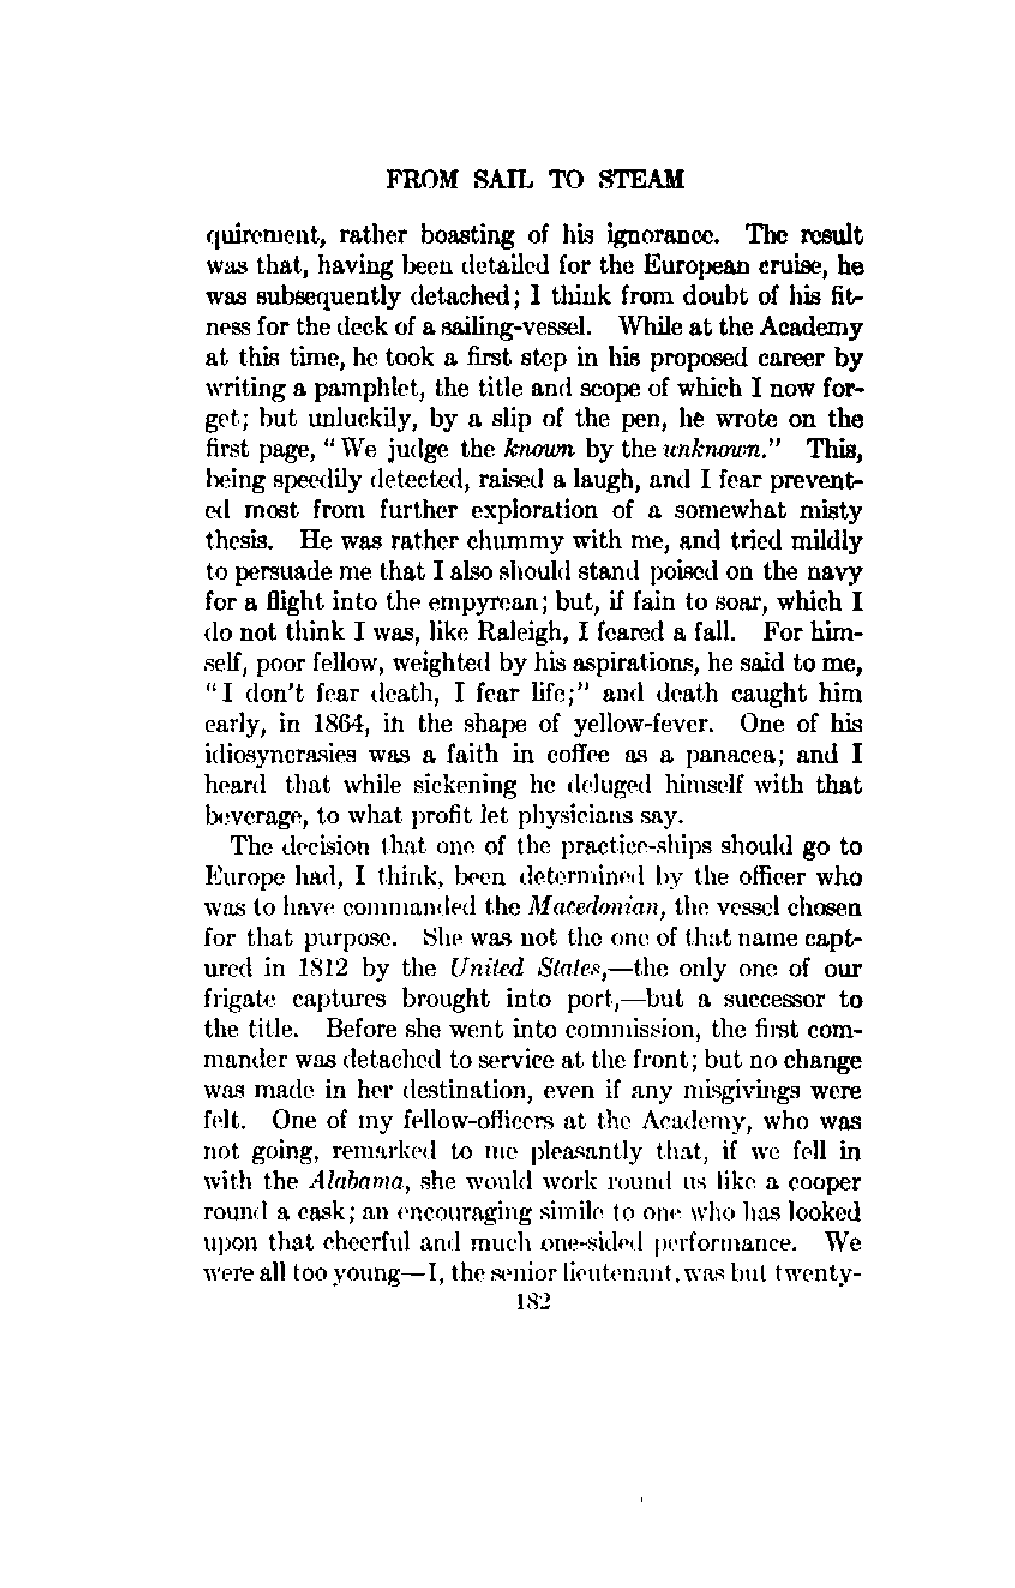 FROM SAIL TO STEAM
quirement, rather boasting of his ignorance. The result
was that, having been detailed for the European cruise, he
was subsequently detached; I think from doubt of his fit-
ness for the deck of a sailing-vessel. While at the Academy
at this time, he took a first step in his proposed career by
writing a pamphlet, the title and scope of which I now for-
get; but unluckily, by a slip of the pen, he wrote on the
first page, "We judge the known by the unknown." This,
being speedily detected, raised a laugh, and I fear prevent-
ed most from further exploration of a somewhat misty
thesis. He was rather chummy with me, and tried mildly
to persuade me that I also should stand poised on the navy
for a flight into the empyrean; but, if fain to soar, which I
do not think I was, like Raleigh, I feared a fall. For him-
self, poor fellow, weighted by his aspirations, he said to me,
"I don't fear death, I fear life;" and death caught him
early, in 1864, in the shape of yellow-fever. One of his
idiosyncrasies was a faith in coffee as a panacea; and I
heard that while sickening he deluged himself with that
beverage, to what profit let physicians say.
The decision that one of the practice-ships should go to
Europe had, I think, been determined by the officer who
was to have commanded the Macedonian, the vessel chosen
for that purpose. She was not the one of that name capt-
ured in 1812 by the United States,—the only one of our
frigate captures brought into port,—but a successor to
the title. Before she went into commission, the first com-
mander was detached to service at the front; but no change
was made in her destination, even if any misgivings were
felt. One of my fellow-officers at the Academy, who was
not going, remarked to me pleasantly that, if we fell in
with the Alabama, she would work round us like a cooper
round a cask; an encouraging simile to one who has looked
upon that cheerful and much one-sided performance. We
were all too young—I, the senior lieutenant, was but twenty-
182